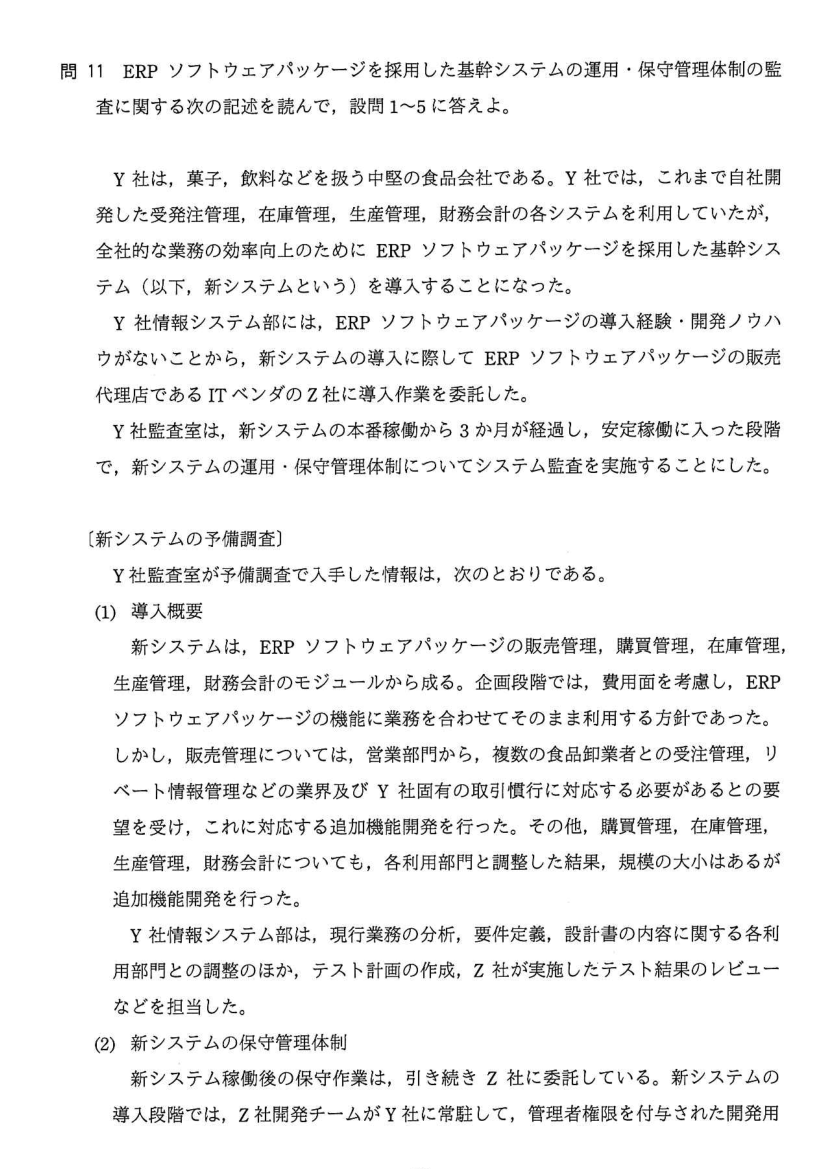 問 11 ERP ソフトウェアパッケージを採用した基幹システムの運用・保守管理体制の監
査に関する次の記述を読んで，設問 1～5 に答えよ。
Y 社は，菓子，飲料などを扱う中堅の食品会社である。Y 社では，これまで自社開
発した受発注管理，在庫管理，生産管理，財務会計の各システムを利用していたが，
全社的な業務の効率向上のために ERP ソフトウェアパッケージを採用した基幹シス
テム（以下，新システムという）を導入することになった。
Y 社情報システム部には，ERP ソフトウェアパッケージの導入経験・開発ノウハ
ウがないことから，新システムの導入に際して ERP ソフトウェアパッケージの販売
代理店である IT ベンダの Z 社に導入作業を委託した。
Y 社監査室は，新システムの本番稼働から 3 か月が経過し，安定稼働に入った段階
で，新システムの運用・保守管理体制についてシステム監査を実施することにした。
〔新システムの予備調査〕
Y 社監査室が予備調査で入手した情報は，次のとおりである。
(1) 導入概要
新システムは，ERP ソフトウェアパッケージの販売管理，購買管理，在庫管理，
生産管理，財務会計のモジュールから成る。企画段階では，費用面を考慮し，ERP
ソフトウェアパッケージの機能に業務を合わせてそのまま利用する方針であった。
しかし，販売管理については，営業部門から，複数の食品卸業者との受注管理，リ
ベート情報管理などの業界及び Y 社固有の取引慣行に対応する必要があるとの要
望を受け，これに対応する追加機能開発を行った。その他，購買管理，在庫管理，
生産管理，財務会計についても，各利用部門と調整した結果，規模の大小はあるが
追加機能開発を行った。
Y 社情報システム部は，現行業務の分析，要件定義，設計書の内容に関する各利
用部門との調整のほか，テスト計画の作成，Z 社が実施したテスト結果のレビュー
などを担当した。
(2) 新システムの保守管理体制
新システム稼働後の保守作業は，引き続き Z 社に委託している。新システムの
導入段階では，Z 社開発チームが Y 社に常駐して，管理者権限を付与された開発用